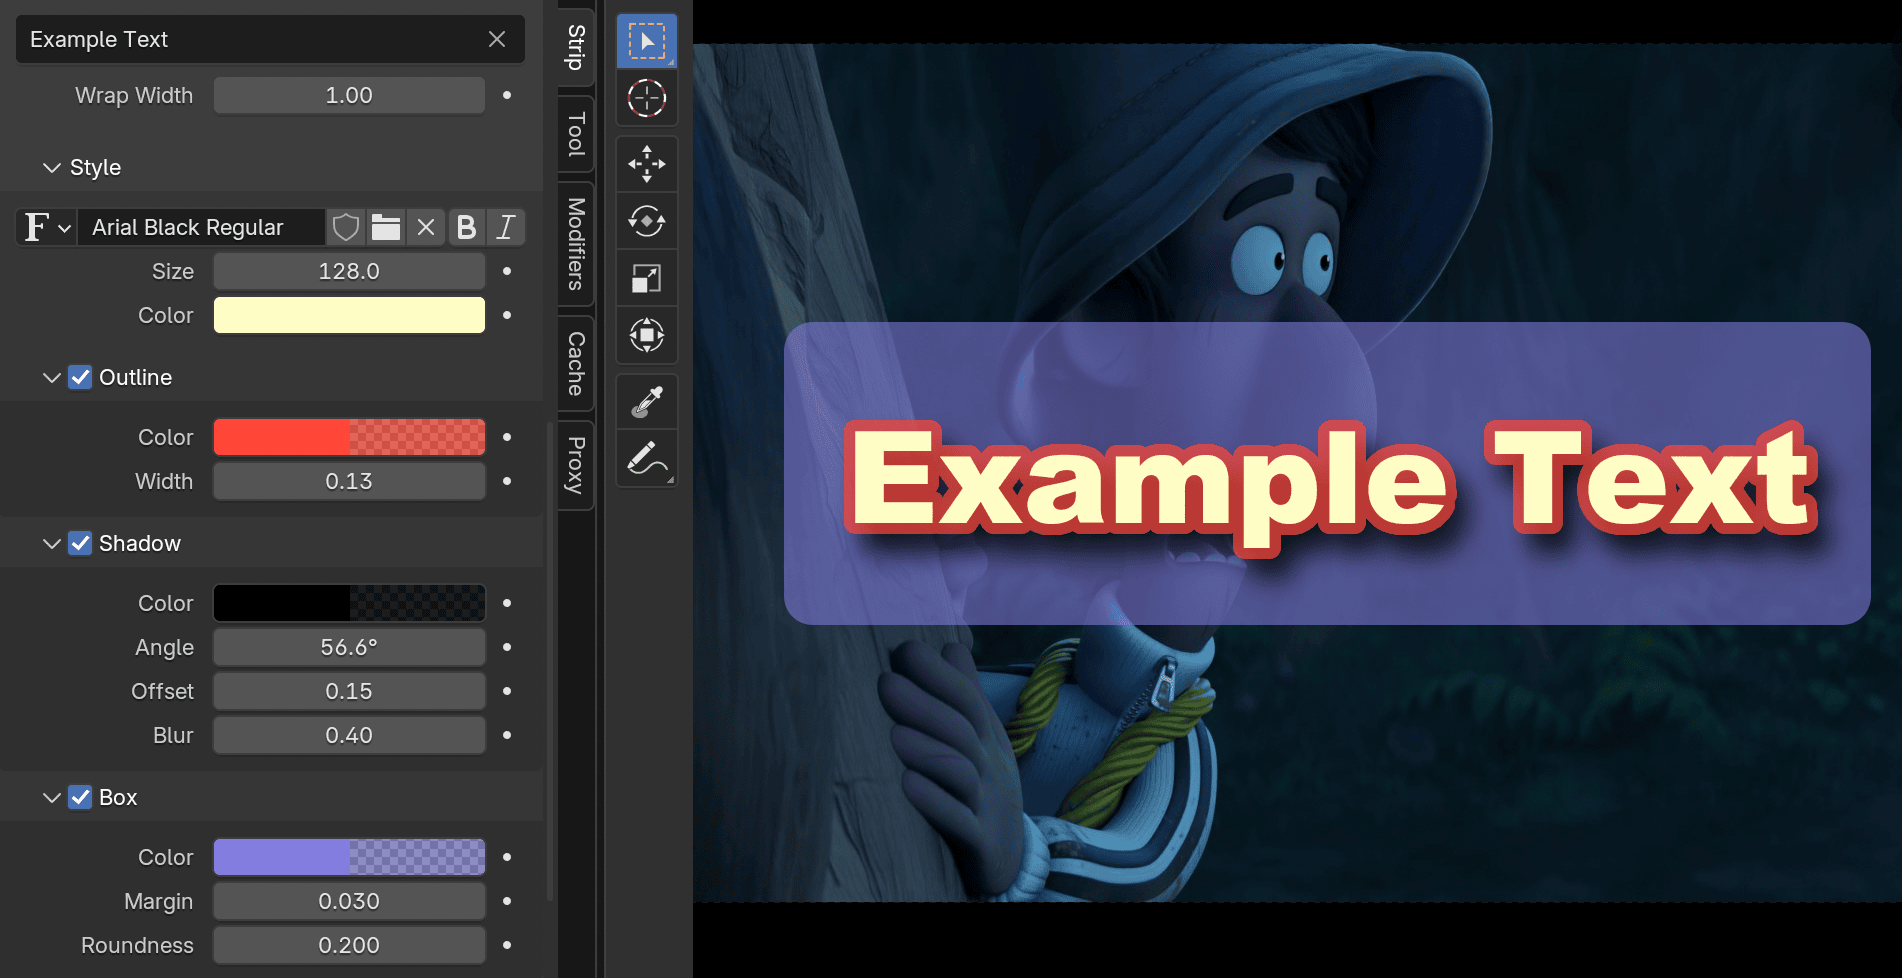 Example Text
Wrap Width 1.00
Style
F Arial Black Regular B I
Size 128.0
Color
Outline
Color
Width 0.13
Shadow
Color
Angle 56.6°
Offset 0.15
Blur 0.40
Box
Color
Margin 0.030
Roundness 0.200
Strip
Tool
Modifiers
Cache
Proxy
Example Text